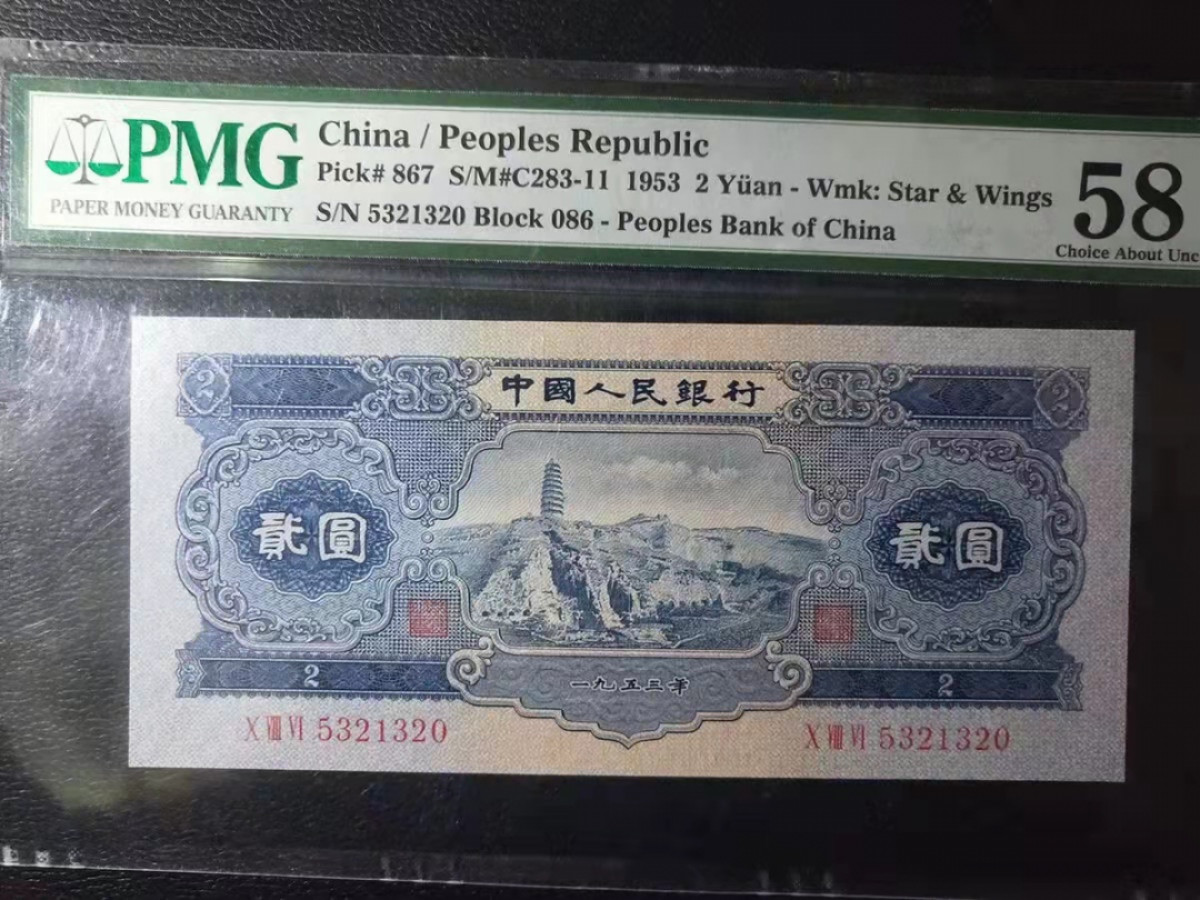 PMG
PAPER MONEY GUARANTY
China / Peoples Republic
Pick# 867 S/M#C283-11 1953 2 Yüan - Wmk: Star & Wings
S/N 5321320 Block 086 - Peoples Bank of China
58
Choice About Unc
2 中國人民銀行 2
貳圓 貳圓
2 一九五三年 2
X VIII VI 5321320 X VIII VI 5321320